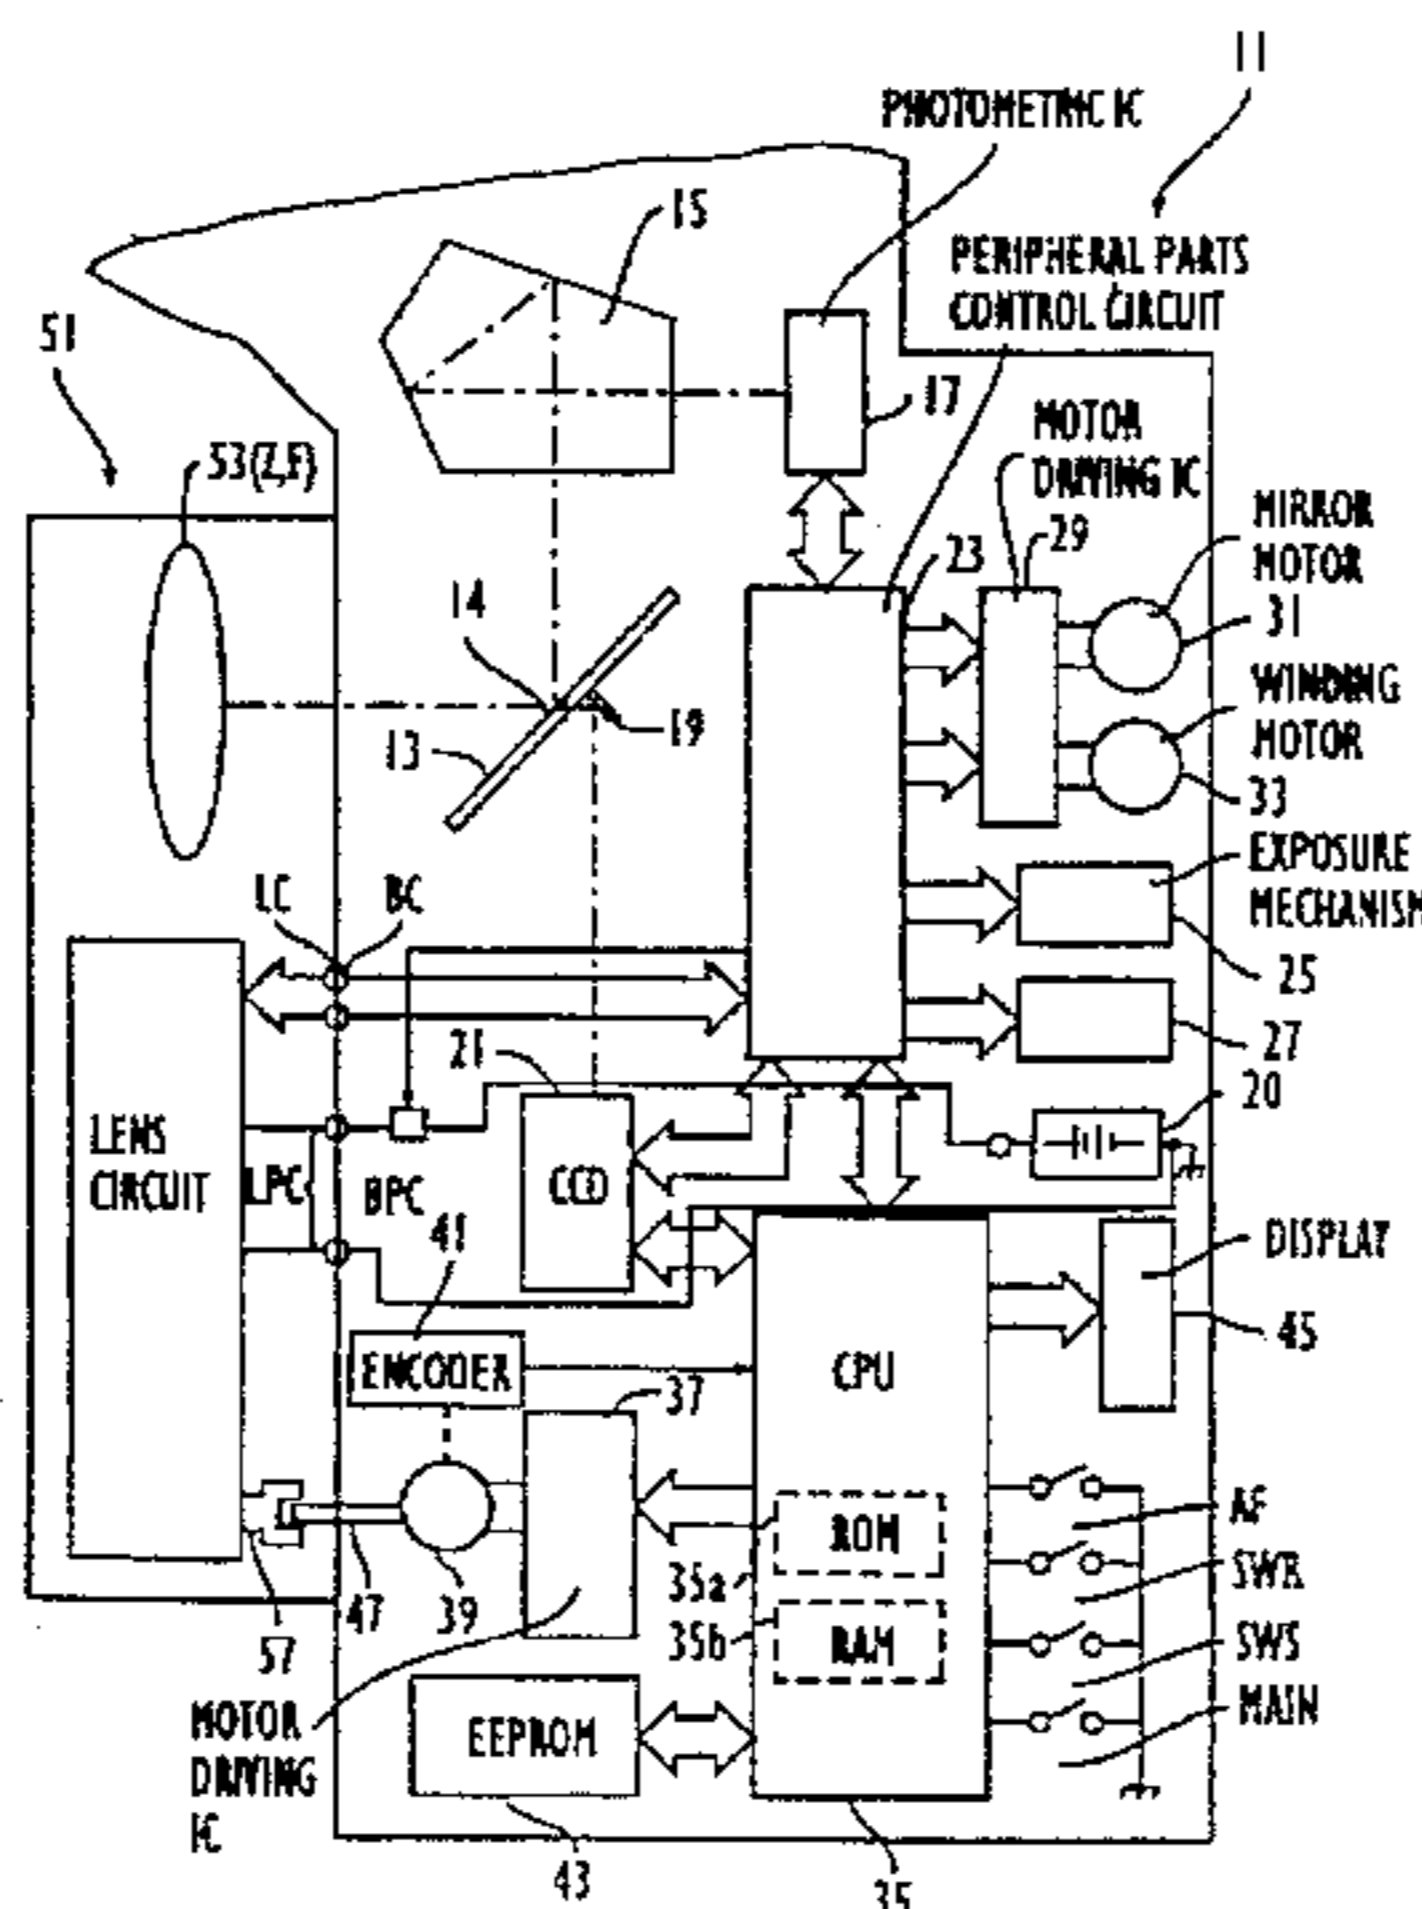 11
PHOTOMETRIC IC
15
PERIPHERAL PARTS
CONTROL CIRCUIT
51
17
MOTOR
DRIVING IC
53(Z,F)
29
MIRROR
MOTOR
23
14
31
WINDING
MOTOR
19
13
33
EXPOSURE
MECHANISM
LC
BC
25
21
27
20
LENS
CIRCUIT
LPC
BPC
CCD
41
DISPLAY
45
ENCODER
CPU
37
AF
ROM
35a
SWR
47
39
35b
RAM
SWS
57
MAIN
MOTOR
DRIVING
IC
EEPROM
43
35